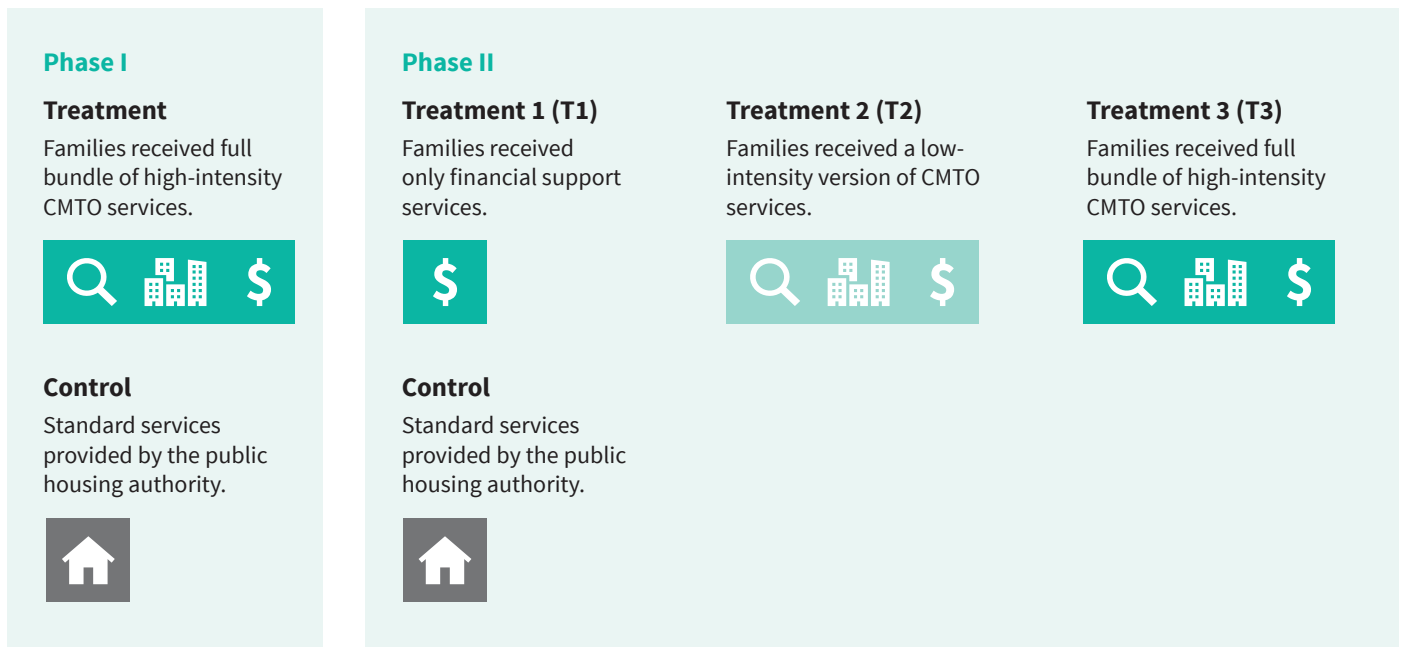 Phase I
Treatment
Families received full
bundle of high-intensity
CMTO services.
$
Control
Standard services
provided by the public
housing authority.
Phase II
Treatment 1 (T1)
Families received
only financial support
services.
$
Treatment 2 (T2)
Families received a low-
intensity version of CMTO
services.
$
Treatment 3 (T3)
Families received full
bundle of high-intensity
CMTO services.
$
Control
Standard services
provided by the public
housing authority.